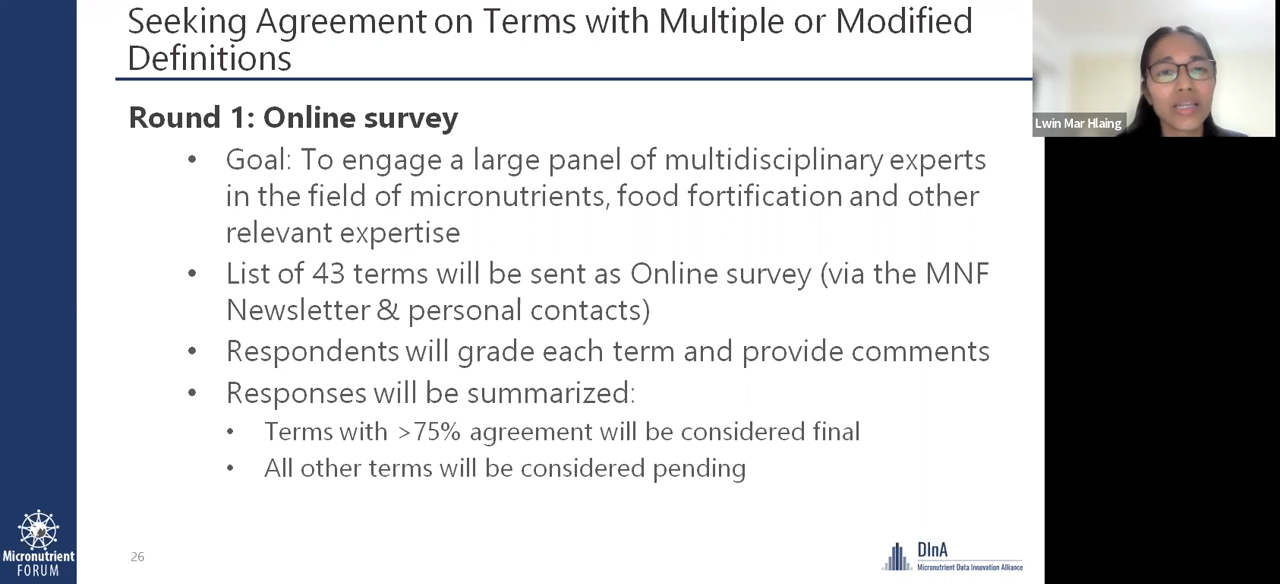 Seeking Agreement on Terms with Multiple or Modified
Definitions
Round 1: Online survey
• Goal: To engage a large panel of multidisciplinary experts
in the field of micronutrients, food fortification and other
relevant expertise
• List of 43 terms will be sent as Online survey (via the MNF
Newsletter & personal contacts)
• Respondents will grade each term and provide comments
• Responses will be summarized:
• Terms with >75% agreement will be considered final
• All other terms will be considered pending
Lwin Mar Hlaing
Micronutrient
FORUM
26
DInA
Micronutrient Data Innovation Alliance